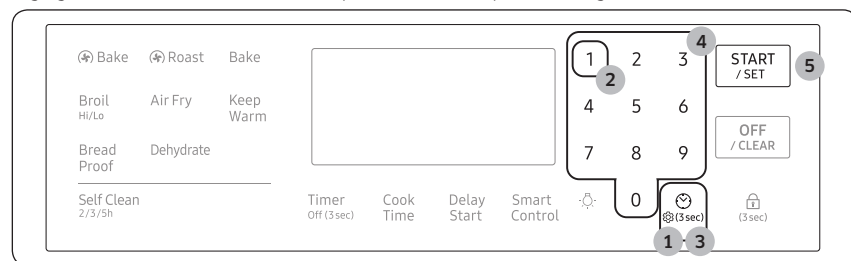 Bake Roast Bake
Broil Air Fry Keep
Hi/Lo Warm
Bread Dehydrate
Proof
Self Clean
2/3/5h
Timer Cook Delay Smart
Off (3 sec) Time Start Control
1 2 3
4 5 6
7 8 9
0
(3 sec)
START
/ SET
OFF
/ CLEAR
(3 sec)
4
2
5
1 3